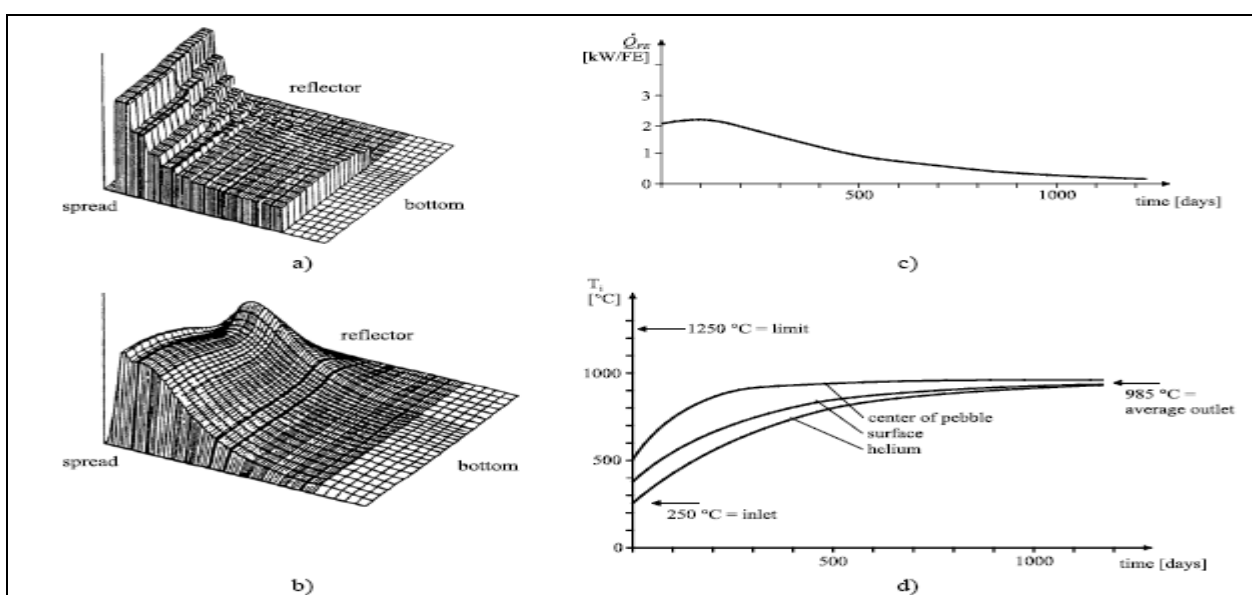 reflector
spread
bottom
a)
Q̇FE
[kW/FE]
3
2
1
0
500
1000
time [days]
c)
reflector
spread
bottom
b)
Ti
[°C]
1250 °C = limit
1000
985 °C =
average outlet
center of pebble
surface
helium
500
250 °C = inlet
0
500
1000
time [days]
d)